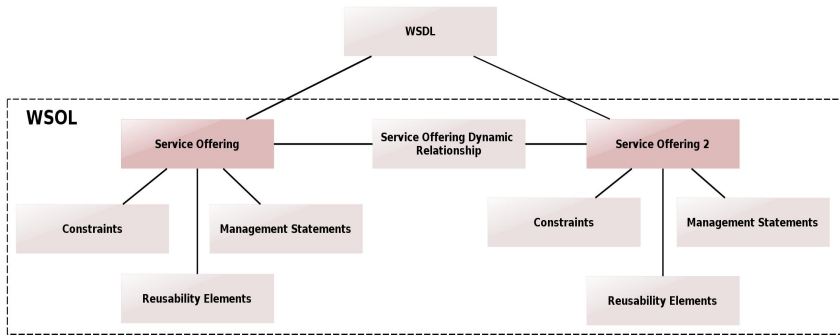 WSDL
WSOL
Service Offering
Service Offering Dynamic
Relationship
Service Offering 2
Constraints
Management Statements
Reusability Elements
Constraints
Management Statements
Reusability Elements